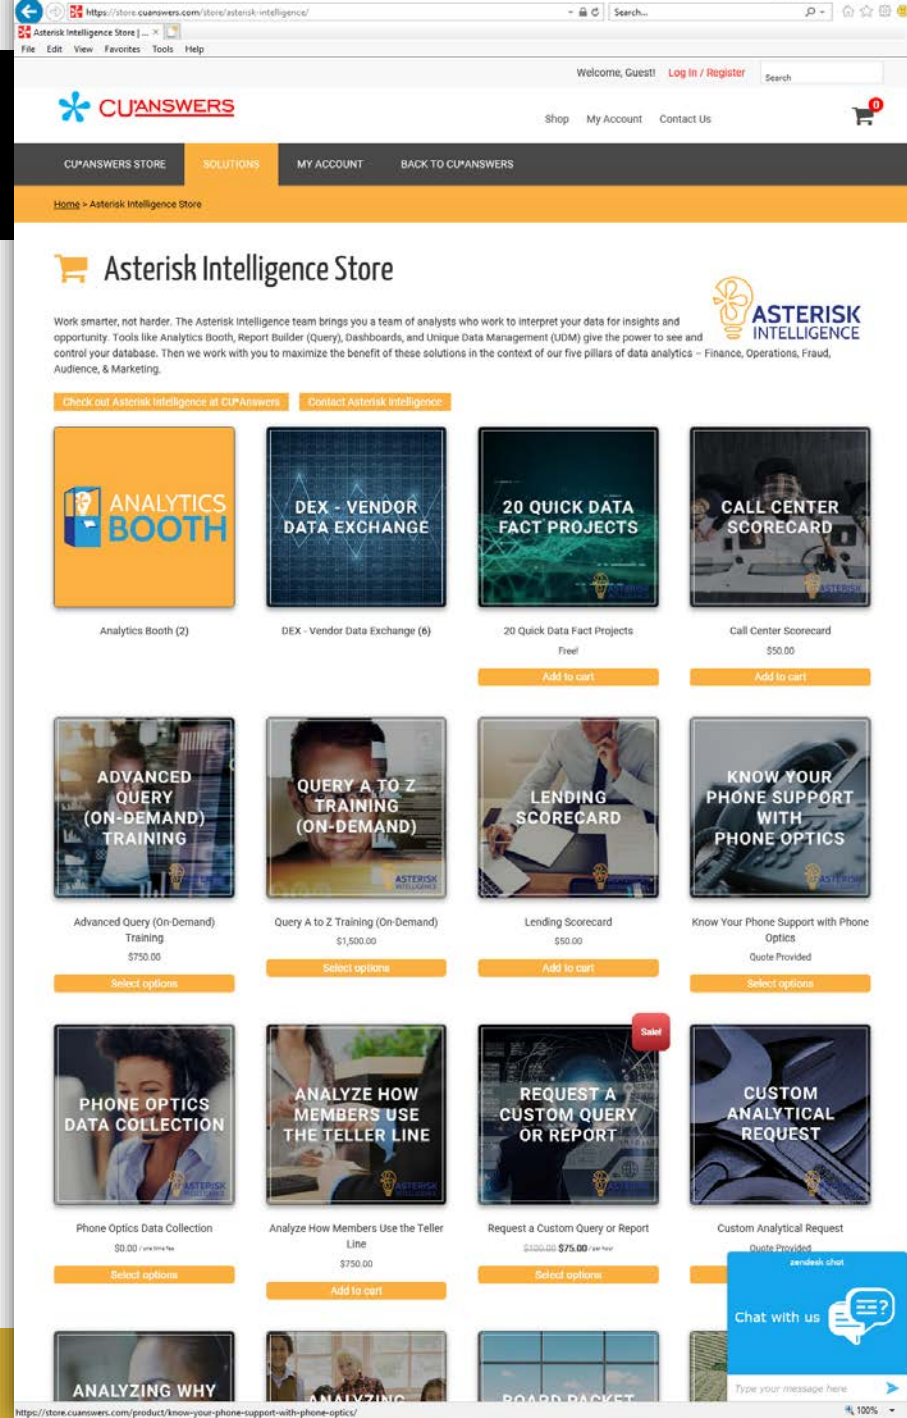 https://store.cuanswers.com/store/asterisk-intelligence/
Search...
Asterisk Intelligence Store | ...
File Edit View Favorites Tools Help
Welcome, Guest! Log In / Register
Search
CU*ANSWERS
Shop My Account Contact Us
0
CU*ANSWERS STORE SOLUTIONS MY ACCOUNT BACK TO CU*ANSWERS
Home > Asterisk Intelligence Store
Asterisk Intelligence Store
ASTERISK
INTELLIGENCE
Work smarter, not harder. The Asterisk Intelligence team brings you a team of analysts who work to interpret your data for insights and
opportunity. Tools like Analytics Booth, Report Builder (Query), Dashboards, and Unique Data Management (UDM) give the power to see and
control your database. Then we work with you to maximize the benefit of these solutions in the context of our five pillars of data analytics – Finance, Operations, Fraud,
Audience, & Marketing.
Check out Asterisk Intelligence at CU*Answers Contact Asterisk Intelligence
ANALYTICS
BOOTH
DEX - VENDOR
DATA EXCHANGE
20 QUICK DATA
FACT PROJECTS
CALL CENTER
SCORECARD
ASTERISK
Analytics Booth (2)
DEX - Vendor Data Exchange (6)
20 Quick Data Fact Projects
Free!
Add to cart
Call Center Scorecard
$50.00
Add to cart
ADVANCED
QUERY
(ON-DEMAND)
TRAINING
QUERY A TO Z
TRAINING
(ON-DEMAND)
ASTERISK
INTELLIGENCE
LENDING
SCORECARD
KNOW YOUR
PHONE SUPPORT
WITH
PHONE OPTICS
ASTERISK
Advanced Query (On-Demand)
Training
$750.00
Select options
Query A to Z Training (On-Demand)
$1,500.00
Select options
Lending Scorecard
$50.00
Add to cart
Know Your Phone Support with Phone
Optics
Quote Provided
Select options
PHONE OPTICS
DATA COLLECTION
ASTERISK
ANALYZE HOW
MEMBERS USE
THE TELLER LINE
ASTERISK
Sale!
REQUEST A
CUSTOM QUERY
OR REPORT
CUSTOM
ANALYTICAL
REQUEST
Phone Optics Data Collection
$0.00 / one time fee
Select options
Analyze How Members Use the Teller
Line
$750.00
Add to cart
Request a Custom Query or Report
$100.00 $75.00 / per hour
Select options
Custom Analytical Request
Quote Provided
zendesk chat
Chat with us
Type your message here
ANALYZING WHY
ANALYZING
BOARD PACKET
https://store.cuanswers.com/product/know-your-phone-support-with-phone-optics/
100%